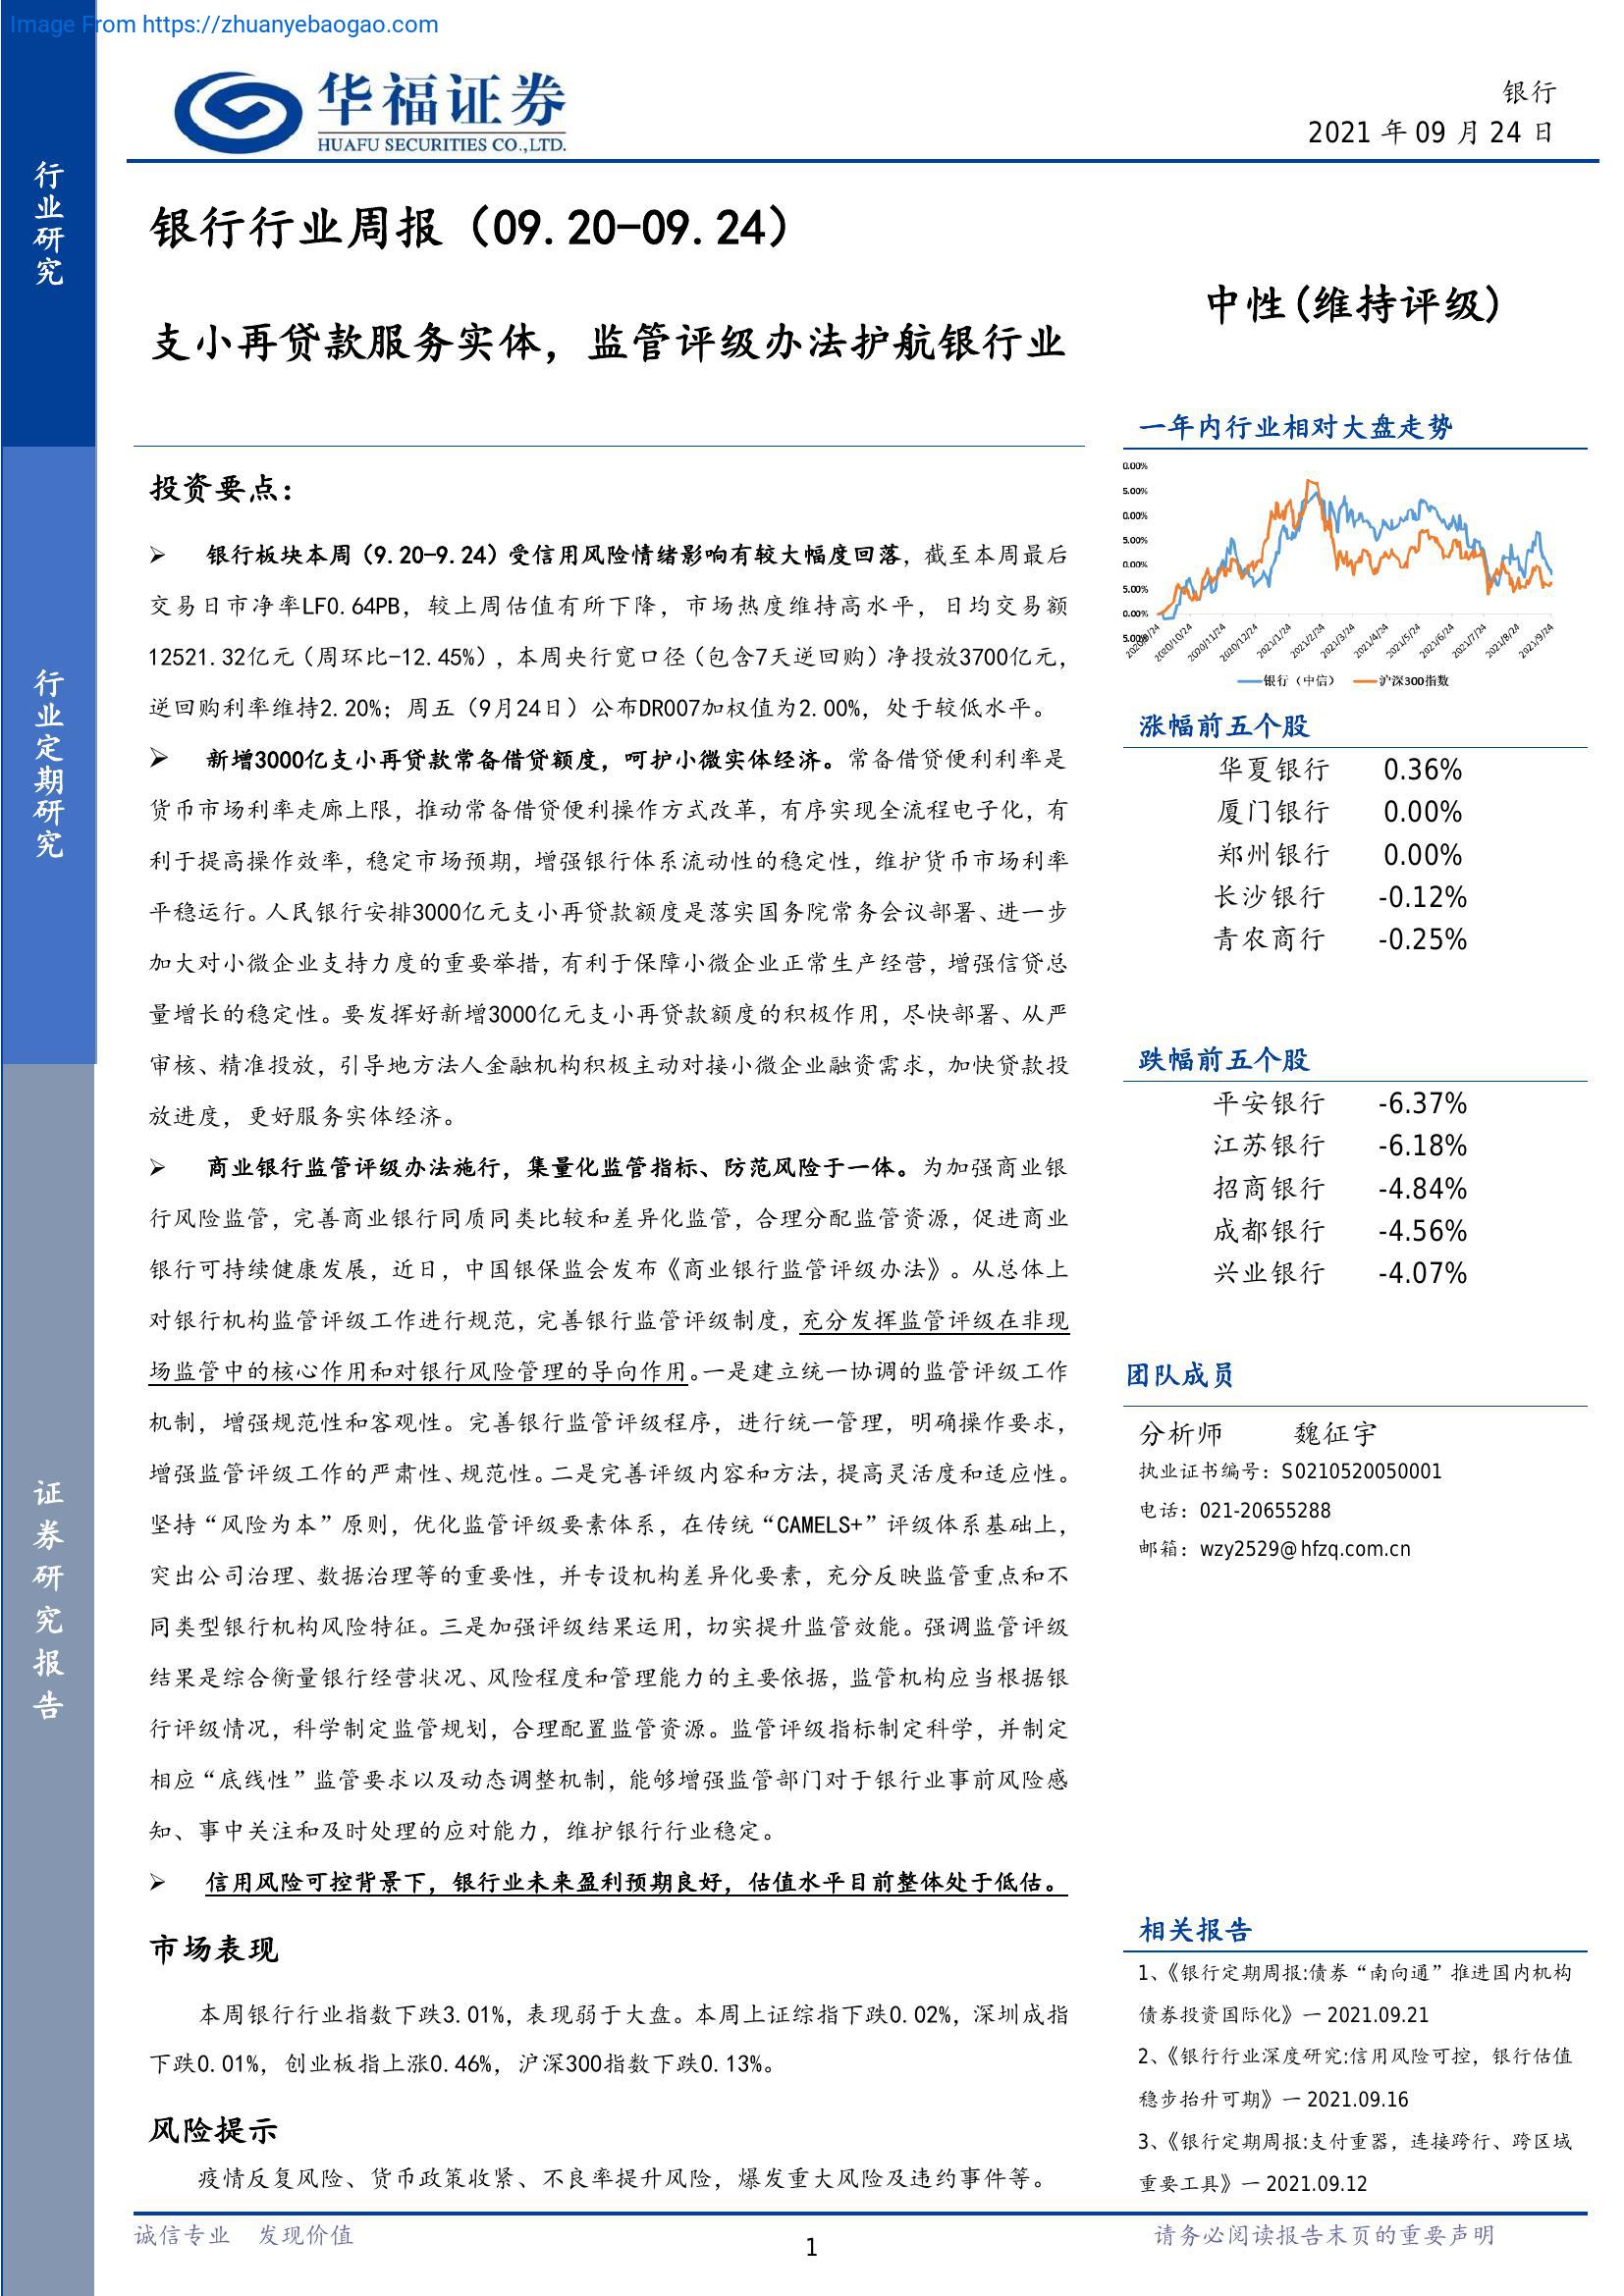 Image From https://zhuanyebaogao.com
华福证券
HUAFU SECURITIES CO.,LTD.
银行
2021 年 09 月 24 日
行业研究
行业定期研究
证券研究报告
银行行业周报（09.20-09.24）
支小再贷款服务实体，监管评级办法护航银行业
中性(维持评级)
投资要点：
➢ 银行板块本周（9.20-9.24）受信用风险情绪影响有较大幅度回落，截至本周最后
交易日市净率LF0.64PB，较上周估值有所下降，市场热度维持高水平，日均交易额
12521.32亿元（周环比-12.45%），本周央行宽口径（包含7天逆回购）净投放3700亿元，
逆回购利率维持2.20%；周五（9月24日）公布DR007加权值为2.00%，处于较低水平。
➢ 新增3000亿支小再贷款常备借贷额度，呵护小微实体经济。常备借贷便利利率是
货币市场利率走廊上限，推动常备借贷便利操作方式改革，有序实现全流程电子化，有
利于提高操作效率，稳定市场预期，增强银行体系流动性的稳定性，维护货币市场利率
平稳运行。人民银行安排3000亿元支小再贷款额度是落实国务院常务会议部署、进一步
加大对小微企业支持力度的重要举措，有利于保障小微企业正常生产经营，增强信贷总
量增长的稳定性。要发挥好新增3000亿元支小再贷款额度的积极作用，尽快部署、从严
审核、精准投放，引导地方法人金融机构积极主动对接小微企业融资需求，加快贷款投
放进度，更好服务实体经济。
➢ 商业银行监管评级办法施行，集量化监管指标、防范风险于一体。为加强商业银
行风险监管，完善商业银行同质同类比较和差异化监管，合理分配监管资源，促进商业
银行可持续健康发展，近日，中国银保监会发布《商业银行监管评级办法》。从总体上
对银行机构监管评级工作进行规范，完善银行监管评级制度，充分发挥监管评级在非现
场监管中的核心作用和对银行风险管理的导向作用。一是建立统一协调的监管评级工作
机制，增强规范性和客观性。完善银行监管评级程序，进行统一管理，明确操作要求，
增强监管评级工作的严肃性、规范性。二是完善评级内容和方法，提高灵活度和适应性。
坚持“风险为本”原则，优化监管评级要素体系，在传统“CAMELS+”评级体系基础上，
突出公司治理、数据治理等的重要性，并专设机构差异化要素，充分反映监管重点和不
同类型银行机构风险特征。三是加强评级结果运用，切实提升监管效能。强调监管评级
结果是综合衡量银行经营状况、风险程度和管理能力的主要依据，监管机构应当根据银
行评级情况，科学制定监管规划，合理配置监管资源。监管评级指标制定科学，并制定
相应“底线性”监管要求以及动态调整机制，能够增强监管部门对于银行业事前风险感
知、事中关注和及时处理的应对能力，维护银行行业稳定。
➢ 信用风险可控背景下，银行业未来盈利预期良好，估值水平目前整体处于低估。
市场表现
本周银行行业指数下跌3.01%，表现弱于大盘。本周上证综指下跌0.02%，深圳成指
下跌0.01%，创业板指上涨0.46%，沪深300指数下跌0.13%。
风险提示
疫情反复风险、货币政策收紧、不良率提升风险，爆发重大风险及违约事件等。
一年内行业相对大盘走势
0.00%
5.00%
0.00%
5.00%
0.00%
5.00%
0.00%
5.00%
2020/9/24 2020/10/24 2020/11/24 2020/12/24 2021/1/24 2021/2/24 2021/3/24 2021/4/24 2021/5/24 2021/6/24 2021/7/24 2021/8/24 2021/9/24
银行（中信） 沪深300指数
涨幅前五个股
华夏银行 0.36%
厦门银行 0.00%
郑州银行 0.00%
长沙银行 -0.12%
青农商行 -0.25%
跌幅前五个股
平安银行 -6.37%
江苏银行 -6.18%
招商银行 -4.84%
成都银行 -4.56%
兴业银行 -4.07%
团队成员
分析师 魏征宇
执业证书编号：S0210520050001
电话：021-20655288
邮箱：wzy2529@hfzq.com.cn
相关报告
1、《银行定期周报:债券“南向通”推进国内机构
债券投资国际化》一 2021.09.21
2、《银行行业深度研究:信用风险可控，银行估值
稳步抬升可期》一 2021.09.16
3、《银行定期周报:支付重器，连接跨行、跨区域
重要工具》一 2021.09.12
诚信专业 发现价值
1
请务必阅读报告末页的重要声明